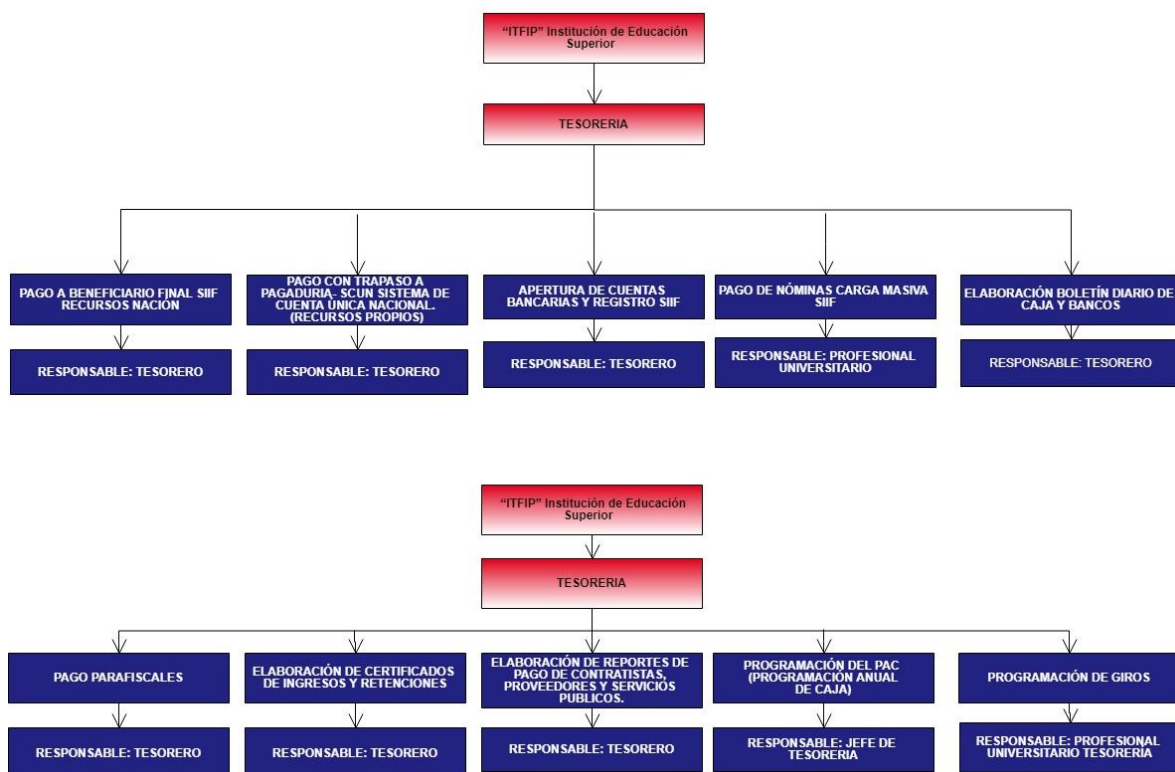 “ITFIP” Institución de Educación
Superior
TESORERIA
PAGO A BENEFICIARIO FINAL SIIF
RECURSOS NACIÓN
PAGO CON TRAPASO A
PAGADURIA- SCUN SISTEMA DE
CUENTA ÚNICA NACIONAL.
(RECURSOS PROPIOS)
APERTURA DE CUENTAS
BANCARIAS Y REGISTRO SIIF
PAGO DE NÓMINAS CARGA MASIVA
SIIF
ELABORACIÓN BOLETÍN DIARIO DE
CAJA Y BANCOS
RESPONSABLE: TESORERO
RESPONSABLE: TESORERO
RESPONSABLE: TESORERO
RESPONSABLE: PROFESIONAL
UNIVERSITARIO
RESPONSABLE: TESORERO
“ITFIP” Institución de Educación
Superior
TESORERIA
PAGO PARAFISCALES
ELABORACIÓN DE CERTIFICADOS
DE INGRESOS Y RETENCIONES
ELABORACIÓN DE REPORTES DE
PAGO DE CONTRATISTAS,
PROVEEDORES Y SERVICIOS
PUBLICOS.
PROGRAMACIÓN DEL PAC
(PROGRAMACIÓN ANUAL
DE CAJA)
PROGRAMACIÓN DE GIROS
RESPONSABLE: TESORERO
RESPONSABLE: TESORERO
RESPONSABLE: TESORERO
RESPONSABLE: JEFE DE
TESORERIA
RESPONSABLE: PROFESIONAL
UNIVERSITARIO TESORERÍA